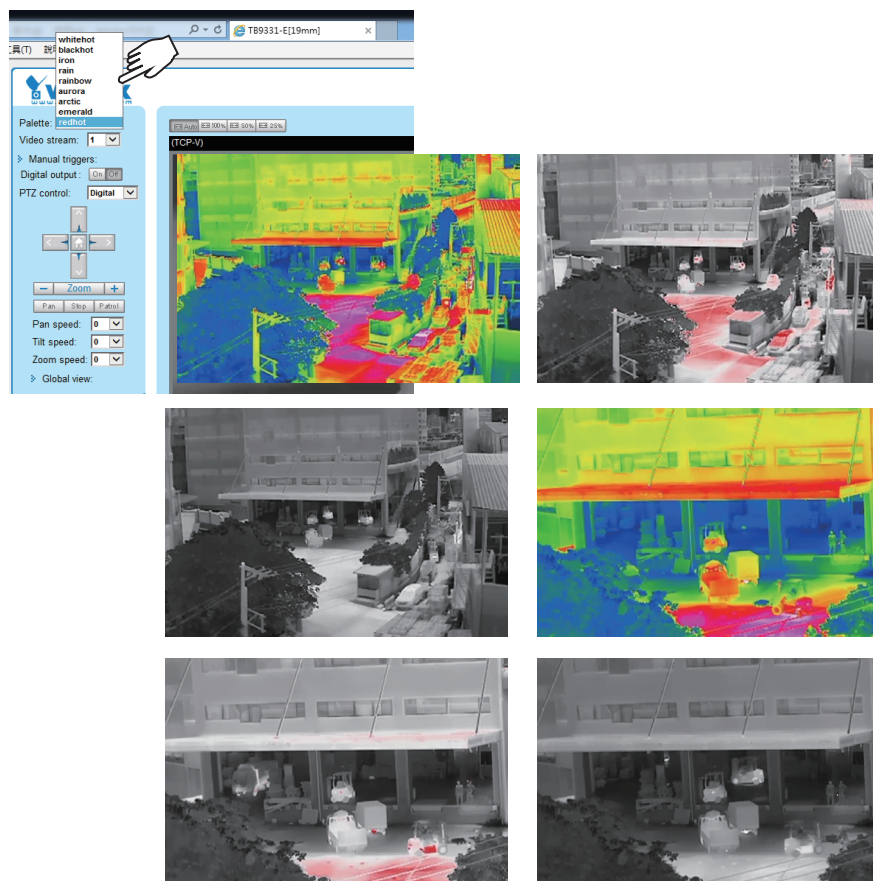 TB9331-E[19mm]
×
具(T)
whitehot
blackhot
iron
rain
rainbow
aurora
arctic
emerald
redhot
Palette:
Video stream: 1
Manual triggers:
Digital output : On Off
PTZ control: Digital
− Zoom +
Pan Stop Patrol
Pan speed: 0
Tilt speed: 0
Zoom speed: 0
Global view:
Auto 100% 50% 25%
(TCP-V)